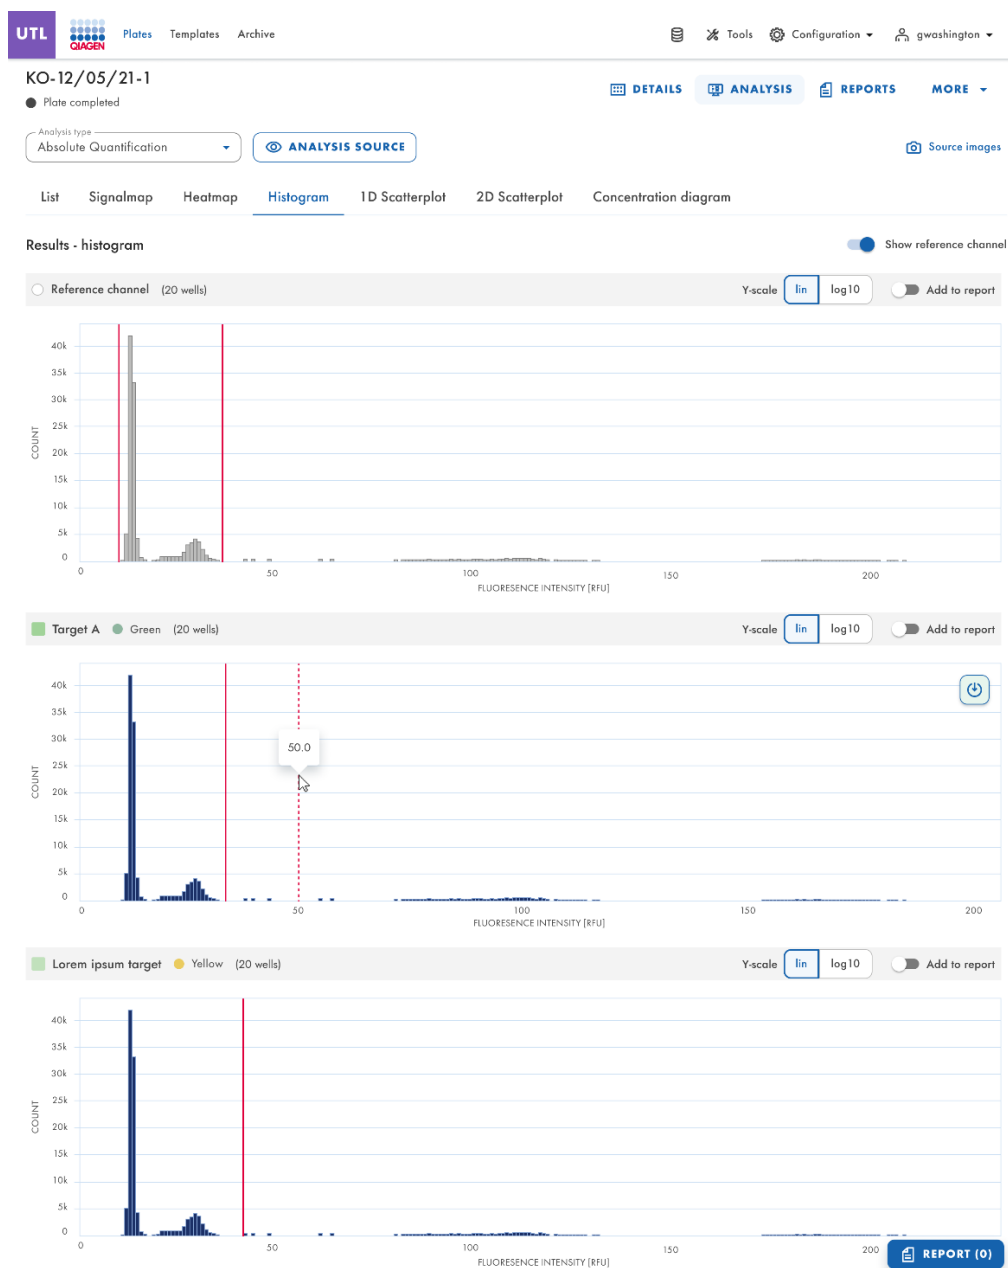 UTL QIAGEN Plates Templates Archive Tools Configuration gwashington
KO-12/05/21-1
Plate completed
DETAILS ANALYSIS REPORTS MORE
Analysis type
Absolute Quantification
ANALYSIS SOURCE
Source images
List Signalmap Heatmap Histogram 1D Scatterplot 2D Scatterplot Concentration diagram
Results - histogram
Show reference channel
Reference channel (20 wells) Y-scale lin log10 Add to report
40k
35k
30k
25k
20k
15k
10k
5k
0
COUNT
0 50 100 150 200
FLUORESENCE INTENSITY [RFU]
Target A Green (20 wells) Y-scale lin log10 Add to report
40k
35k
30k
25k
20k
15k
10k
5k
0
COUNT
50.0
0 50 100 150 200
FLUORESENCE INTENSITY [RFU]
Lorem ipsum target Yellow (20 wells) Y-scale lin log10 Add to report
40k
35k
30k
25k
20k
15k
10k
5k
0
COUNT
0 50 100 150 200
FLUORESENCE INTENSITY [RFU]
REPORT (0)